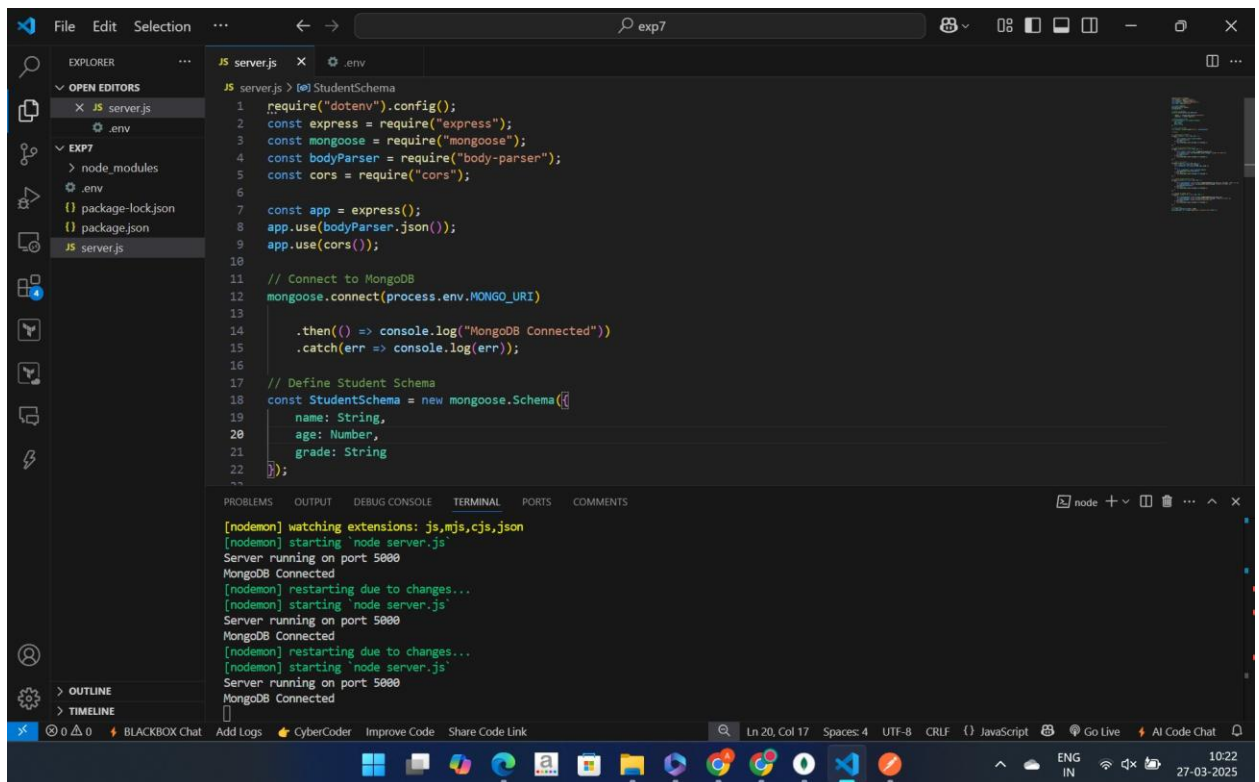 File Edit Selection ...
exp7
EXPLORER
OPEN EDITORS
JS server.js
.env
EXP7
node_modules
.env
{} package-lock.json
{} package.json
JS server.js
OUTLINE
TIMELINE
4
JS server.js
.env
JS server.js > StudentSchema
1 require("dotenv").config();
2 const express = require("express");
3 const mongoose = require("mongoose");
4 const bodyParser = require("body-parser");
5 const cors = require("cors");
6
7 const app = express();
8 app.use(bodyParser.json());
9 app.use(cors());
10
11 // Connect to MongoDB
12 mongoose.connect(process.env.MONGO_URI)
13
14 .then(() => console.log("MongoDB Connected"))
15 .catch(err => console.log(err));
16
17 // Define Student Schema
18 const StudentSchema = new mongoose.Schema({
19 name: String,
20 age: Number,
21 grade: String
22 });
PROBLEMS OUTPUT DEBUG CONSOLE TERMINAL PORTS COMMENTS
node
[nodemon] watching extensions: js,mjs,cjs,json
[nodemon] starting `node server.js`
Server running on port 5000
MongoDB Connected
[nodemon] restarting due to changes...
[nodemon] starting `node server.js`
Server running on port 5000
MongoDB Connected
[nodemon] restarting due to changes...
[nodemon] starting `node server.js`
Server running on port 5000
MongoDB Connected
0 0 BLACKBOX Chat Add Logs CyberCoder Improve Code Share Code Link Ln 20, Col 17 Spaces: 4 UTF-8 CRLF {} JavaScript Go Live AI Code Chat
ENG
IN
10:22
27-03-2025